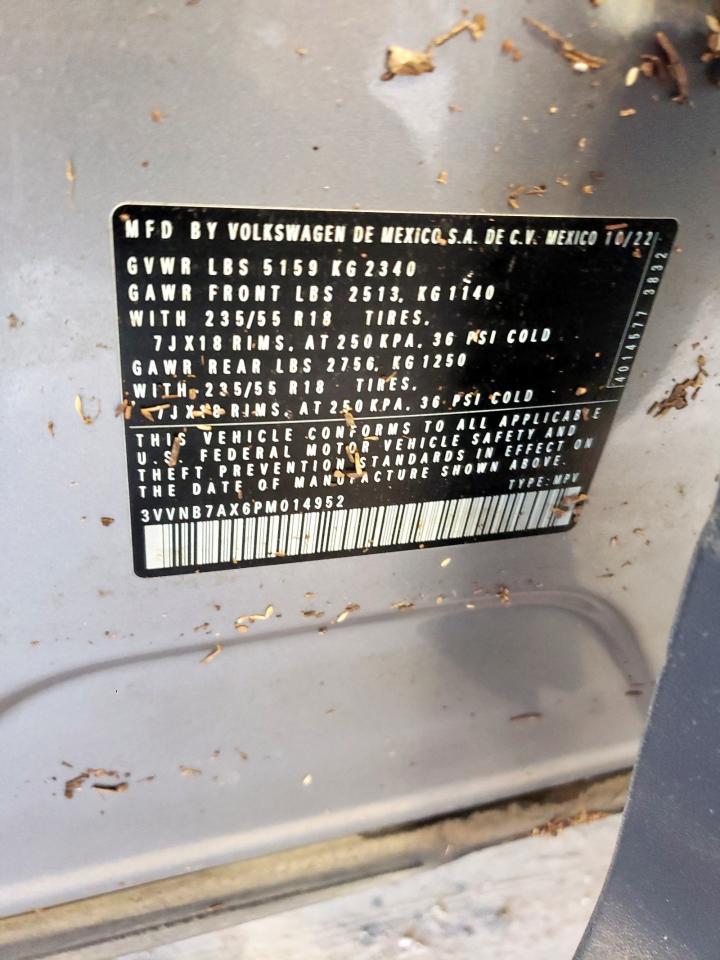 MFD BY VOLKSWAGEN DE MEXICO,S.A. DE C.V. MEXICO 10/22
GVWR LBS 5159 KG 2340
GAWR FRONT LBS 2513, KG 1140
WITH 235/55 R18 TIRES,
7JX18 RIMS, AT 250 KPA, 36 PSI COLD
GAWR REAR LBS 2756, KG 1250
WITH 235/55 R18 TIRES,
7JX18 RIMS, AT 250 KPA, 36 PSI COLD
THIS VEHICLE CONFORMS TO ALL APPLICABLE
U.S. FEDERAL MOTOR VEHICLE SAFETY AND
THEFT PREVENTION STANDARDS IN EFFECT ON
THE DATE OF MANUFACTURE SHOWN ABOVE.
TYPE: MPV
3VVNB7AX6PM014952
4014577 3832